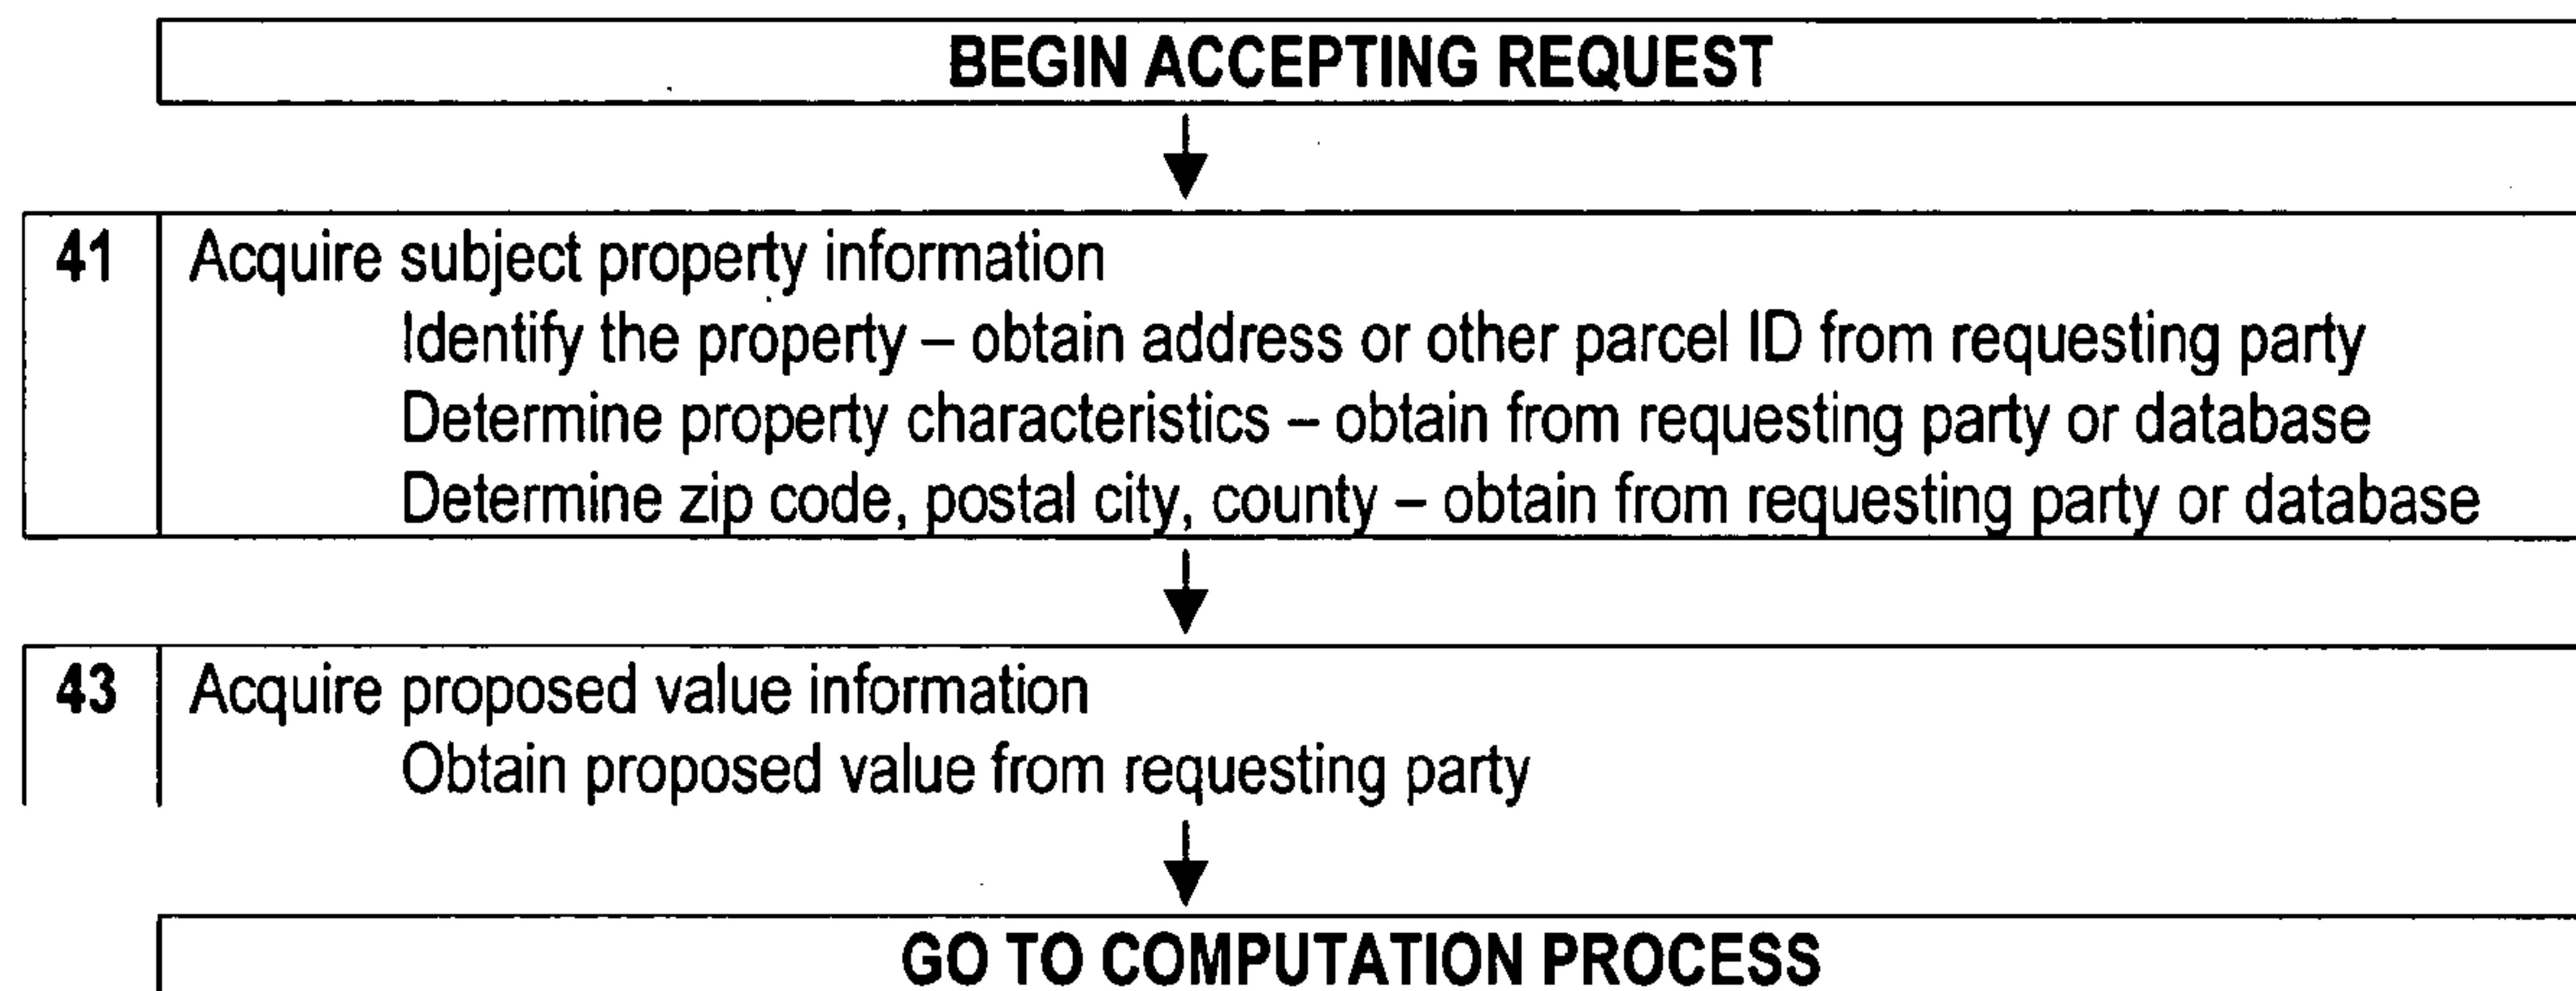 BEGIN ACCEPTING REQUEST
41 Acquire subject property information
Identify the property – obtain address or other parcel ID from requesting party
Determine property characteristics – obtain from requesting party or database
Determine zip code, postal city, county – obtain from requesting party or database
43 Acquire proposed value information
Obtain proposed value from requesting party
GO TO COMPUTATION PROCESS